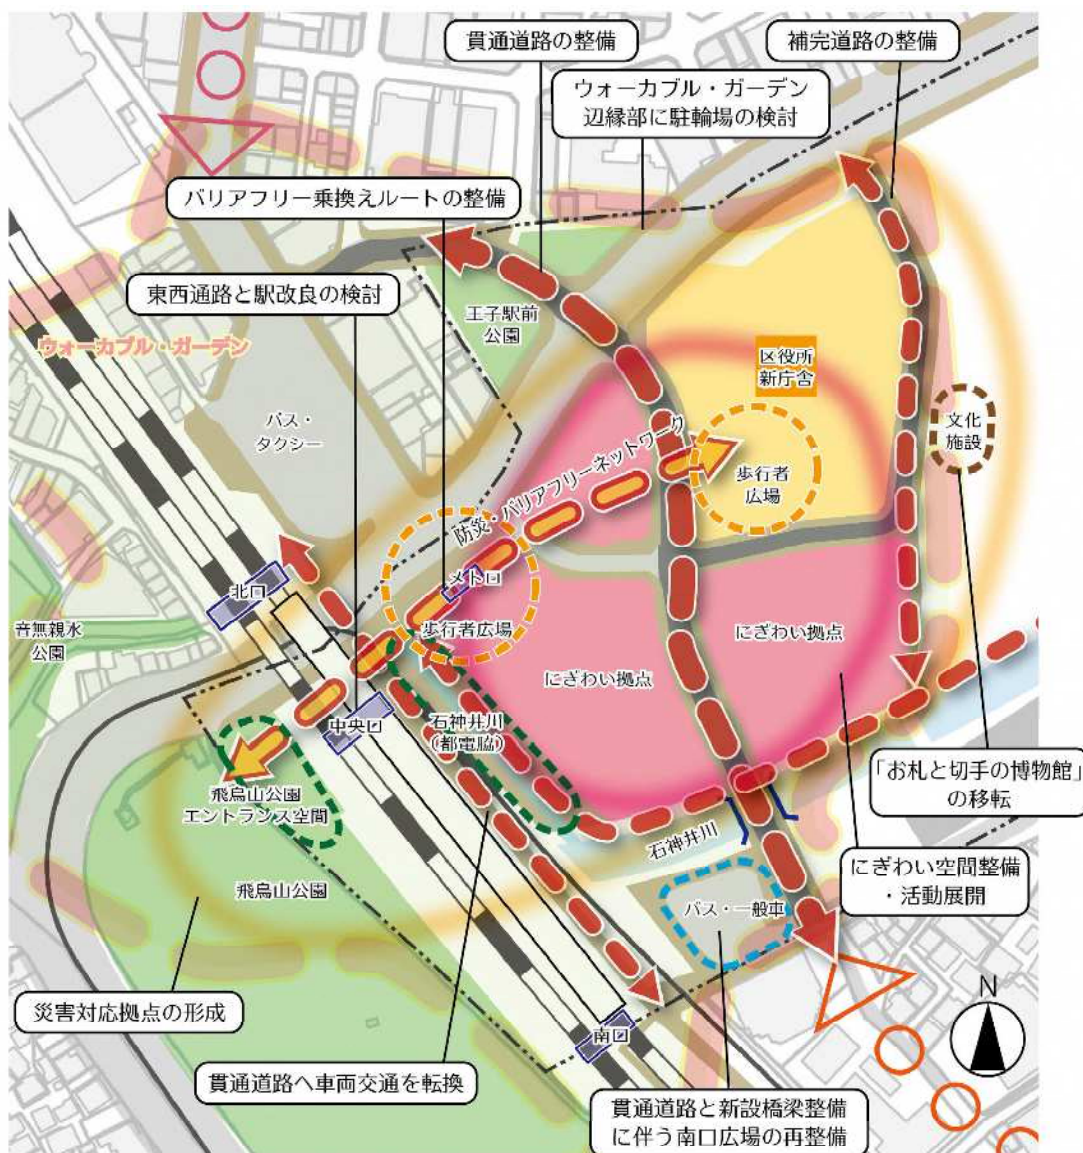 貫通道路の整備
補完道路の整備
ウォーカブル・ガーデン
辺縁部に駐輪場の検討
バリアフリー乗換えルートの整備
東西通路と駅改良の検討
王子駅前
公園
ウォーカブル・ガーデン
区役所
新庁舎
バス・
タクシー
文化
施設
防災・バリアフリーネットワーク
歩行者
広場
メトロ
北口
音無親水
公園
歩行者広場
にぎわい拠点
にぎわい拠点
中央口
石神井川
(都電脇)
「お札と切手の博物館」
の移転
飛鳥山公園
エントランス空間
石神井川
にぎわい空間整備
・活動展開
飛鳥山公園
バス・一般車
災害対応拠点の形成
N
南口
貫通道路へ車両交通を転換
貫通道路と新設橋梁整備
に伴う南口広場の再整備